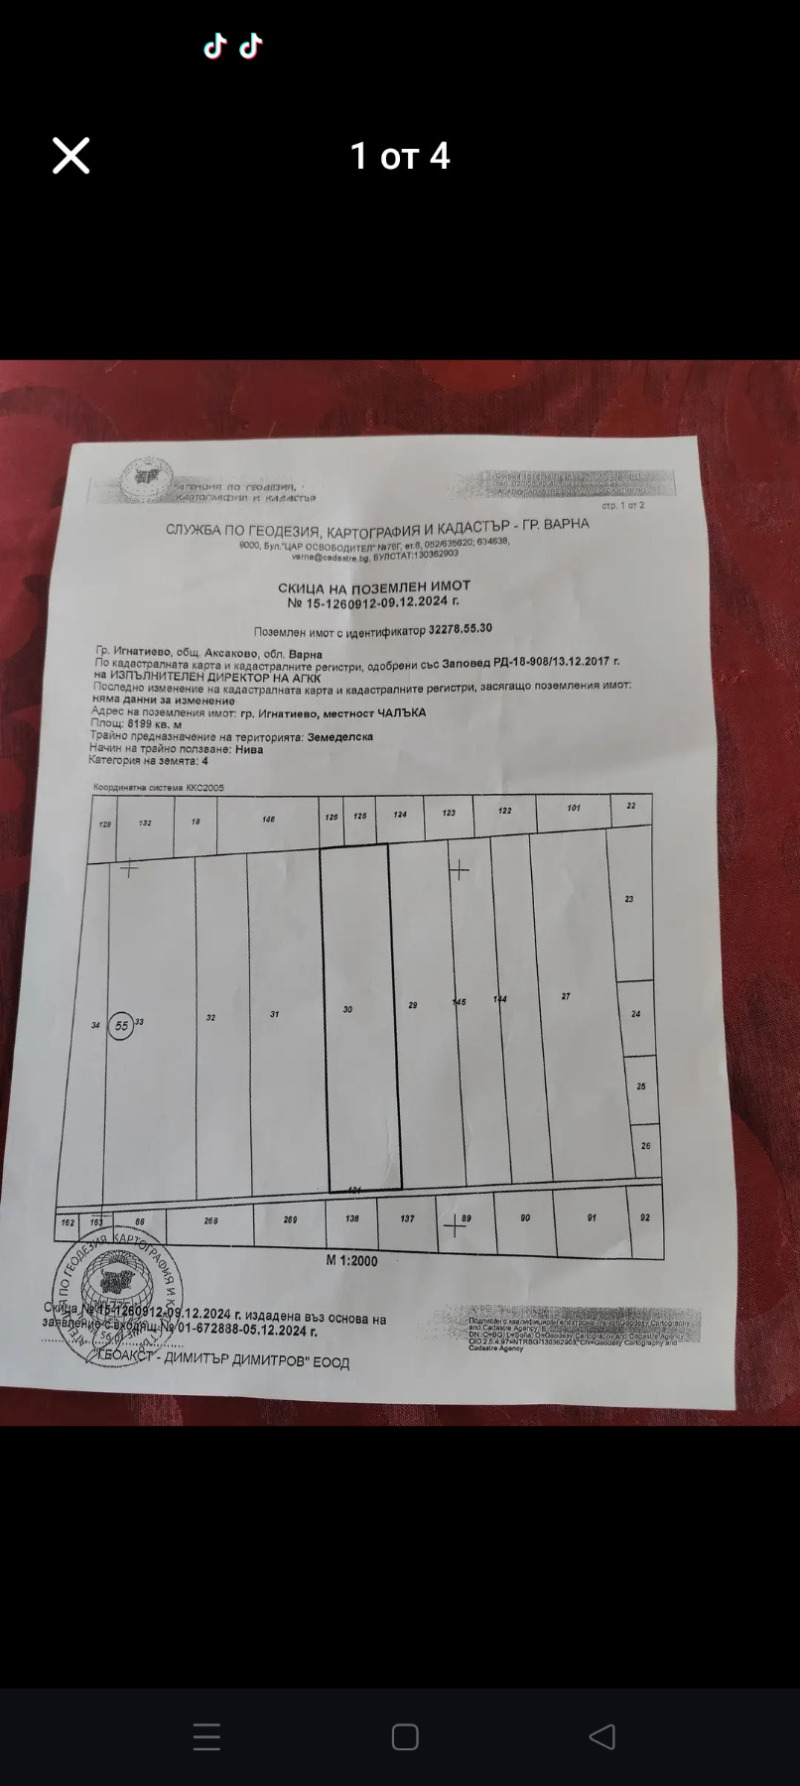 1 от 4
АГЕНЦИЯ ПО ГЕОДЕЗИЯ,
КАРТОГРАФИЯ И КАДАСТЪР
стр. 1 от 2
СЛУЖБА ПО ГЕОДЕЗИЯ, КАРТОГРАФИЯ И КАДАСТЪР - ГР. ВАРНА
9000, Бул."ЦАР ОСВОБОДИТЕЛ" №76Г, ет.6, 052/635620; 634638,
varna@cadastre.bg, БУЛСТАТ:130362903
СКИЦА НА ПОЗЕМЛЕН ИМОТ
№ 15-1260912-09.12.2024 г.
Поземлен имот с идентификатор 32278.55.30
Гр. Игнатиево, общ. Аксаково, обл. Варна
По кадастралната карта и кадастралните регистри, одобрени със Заповед РД-18-908/13.12.2017 г.
на ИЗПЪЛНИТЕЛЕН ДИРЕКТОР НА АГКК
Последно изменение на кадастралната карта и кадастралните регистри, засягащо поземления имот:
няма данни за изменение
Адрес на поземления имот: гр. Игнатиево, местност ЧАЛЪКА
Площ: 8199 кв. м
Трайно предназначение на територията: Земеделска
Начин на трайно ползване: Нива
Категория на земята: 4
Координатна система ККС2005
129 132 18 146 126 125 124 123 122 101 22
23
34 55 33 32 31 30 29 145 144 27 24
25
26
162 163 66 268 269 136 137 89 90 91 92
М 1:2000
Скица № 15-1260912-09.12.2024 г. издадена въз основа на
заявление с входящ № 01-672888-05.12.2024 г.
"ГЕОАКСТ - ДИМИТЪР ДИМИТРОВ" ЕООД